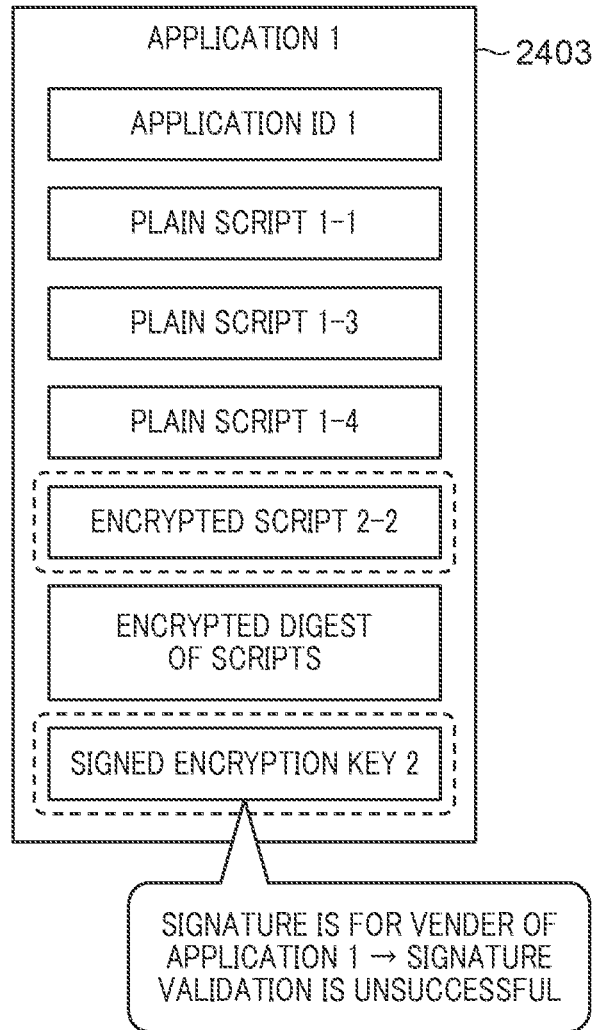 APPLICATION 1
2403
APPLICATION ID 1
PLAIN SCRIPT 1-1
PLAIN SCRIPT 1-3
PLAIN SCRIPT 1-4
ENCRYPTED SCRIPT 2-2
ENCRYPTED DIGEST
OF SCRIPTS
SIGNED ENCRYPTION KEY 2
SIGNATURE IS FOR VENDER OF
APPLICATION 1 → SIGNATURE
VALIDATION IS UNSUCCESSFUL